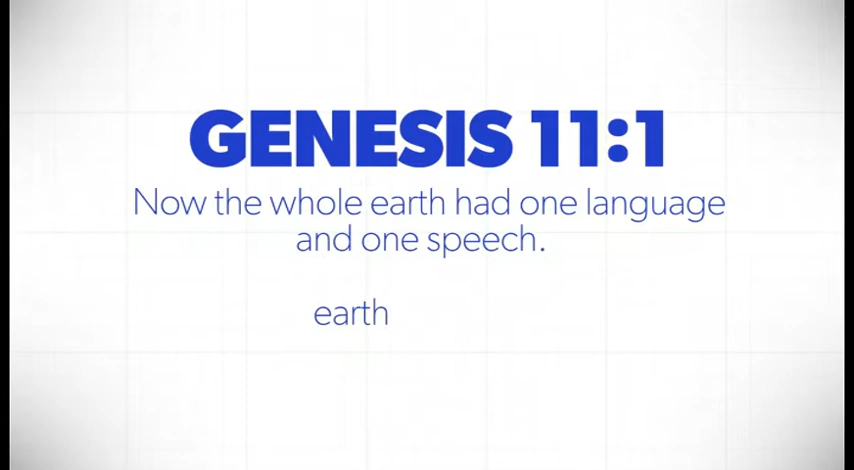 GENESIS 11:1
Now the whole earth had one language
and one speech.
earth